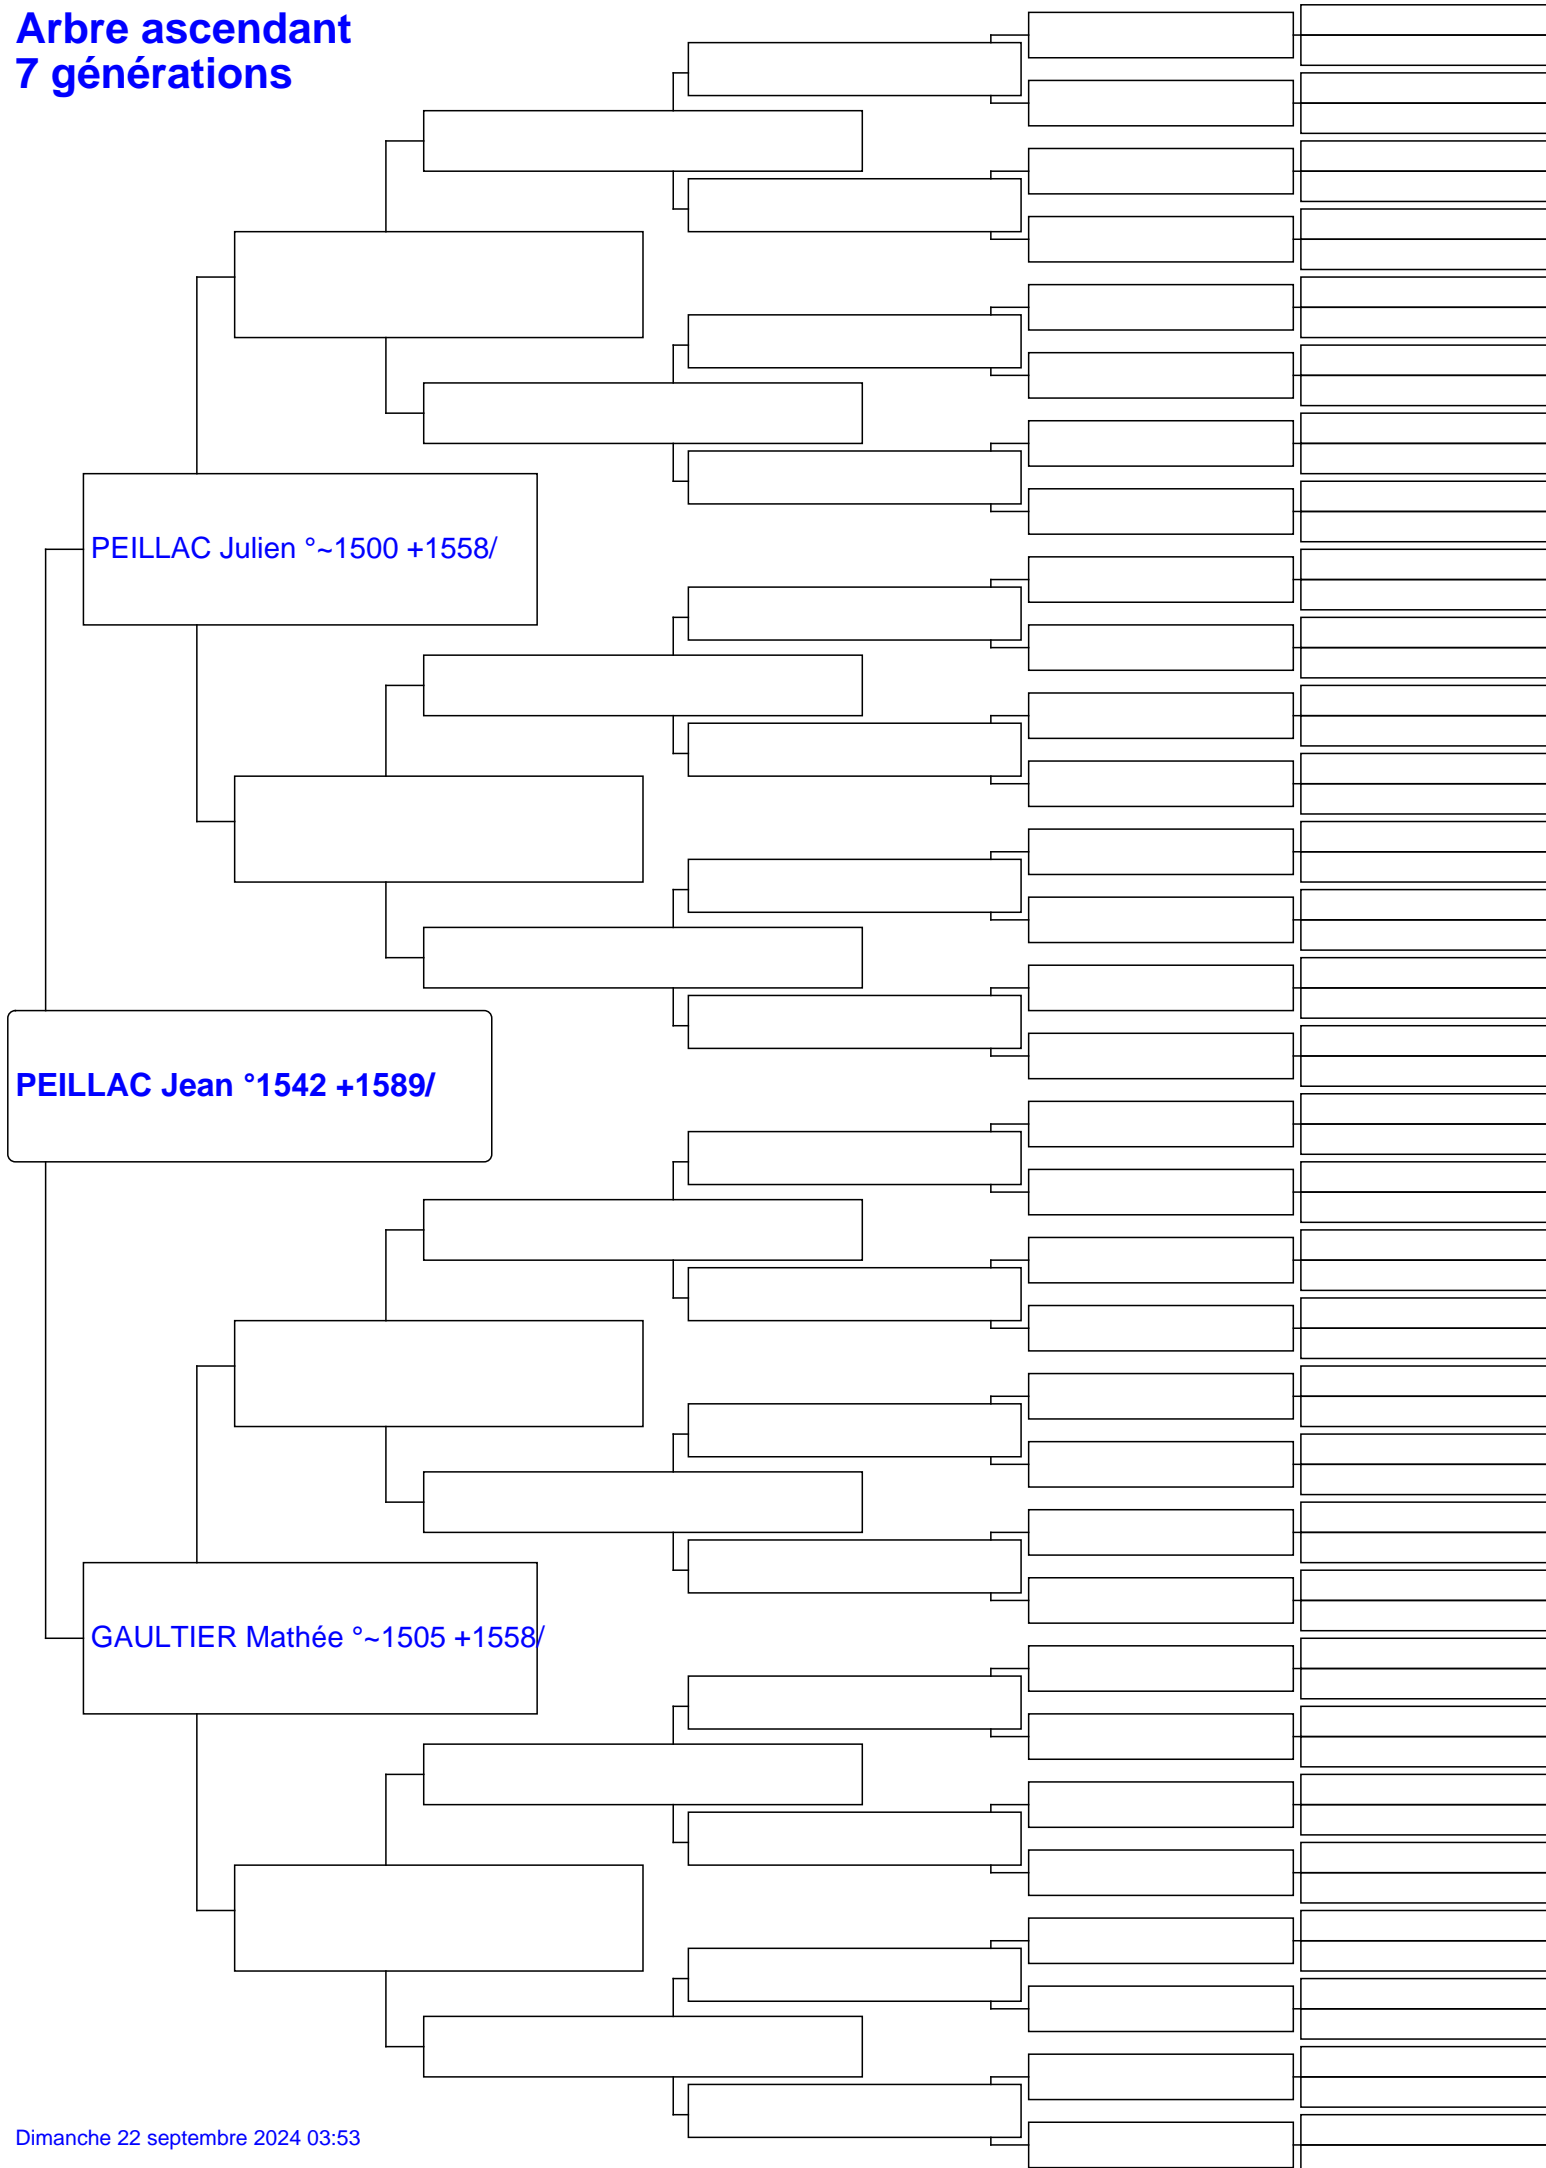 Arbre ascendant
7 générations
PEILLAC Julien °~1500 +1558/
PEILLAC Jean °1542 +1589/
GAULTIER Mathée °~1505 +1558/
Dimanche 22 septembre 2024 03:53